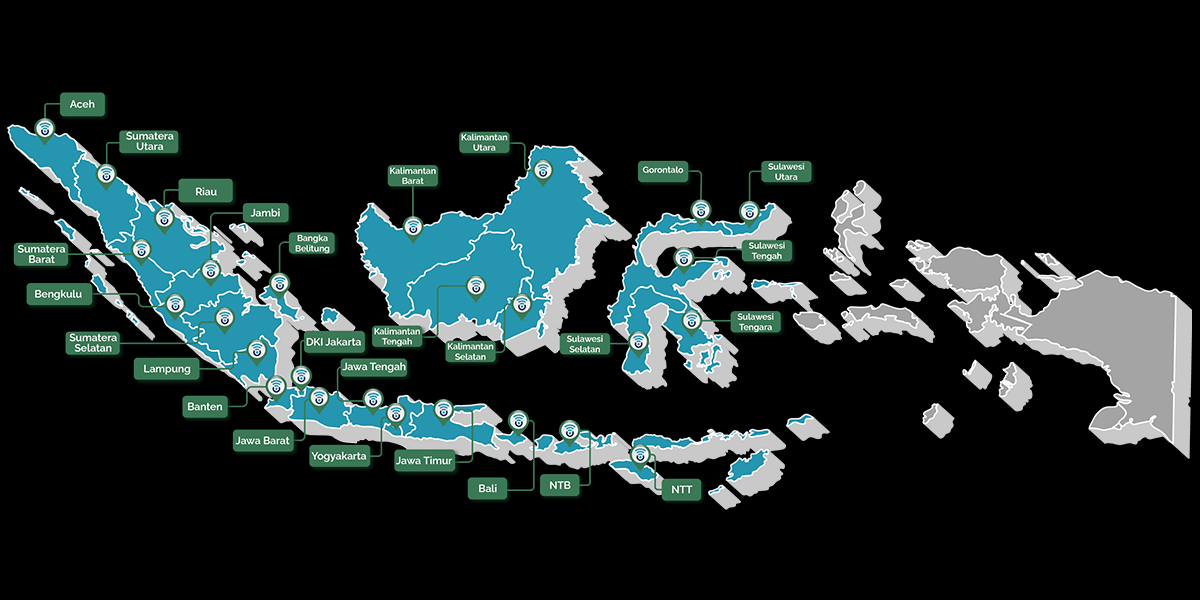 Aceh
Sumatera
Utara
Riau
Jambi
Sumatera
Barat
Bangka
Belitung
Bengkulu
Sumatera
Selatan
Lampung
DKI Jakarta
Banten
Jawa Tengah
Jawa Barat
Yogyakarta
Jawa Timur
Bali
NTB
NTT
Kalimantan
Utara
Kalimantan
Barat
Kalimantan
Tengah
Kalimantan
Selatan
Gorontalo
Sulawesi
Utara
Sulawesi
Tengah
Sulawesi
Tengara
Sulawesi
Selatan